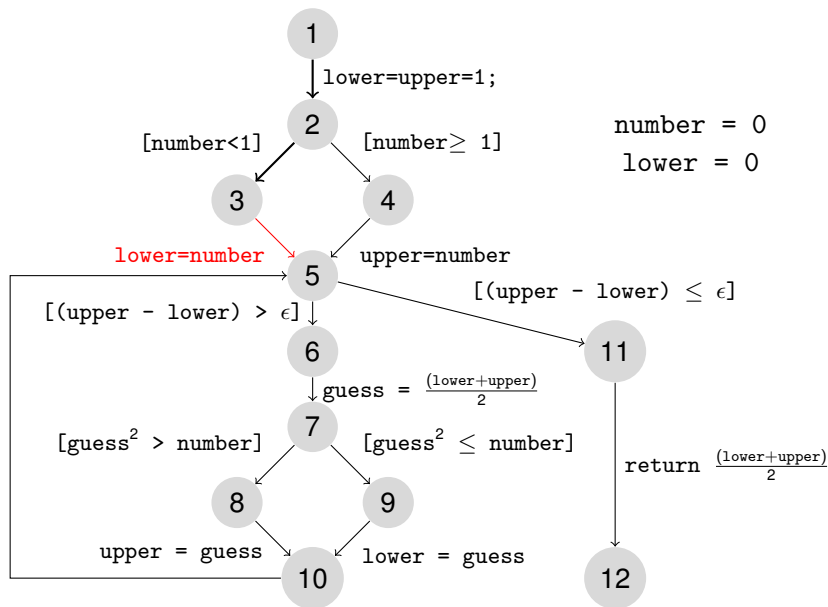 1
lower=upper=1;
2
number = 0
lower = 0
[number<1]
[number≥ 1]
3
4
lower=number
upper=number
5
[(upper - lower) > ϵ]
[(upper - lower) ≤ ϵ]
6
11
guess = (lower+upper)/2
7
[guess² > number]
[guess² ≤ number]
return (lower+upper)/2
8
9
upper = guess
lower = guess
10
12